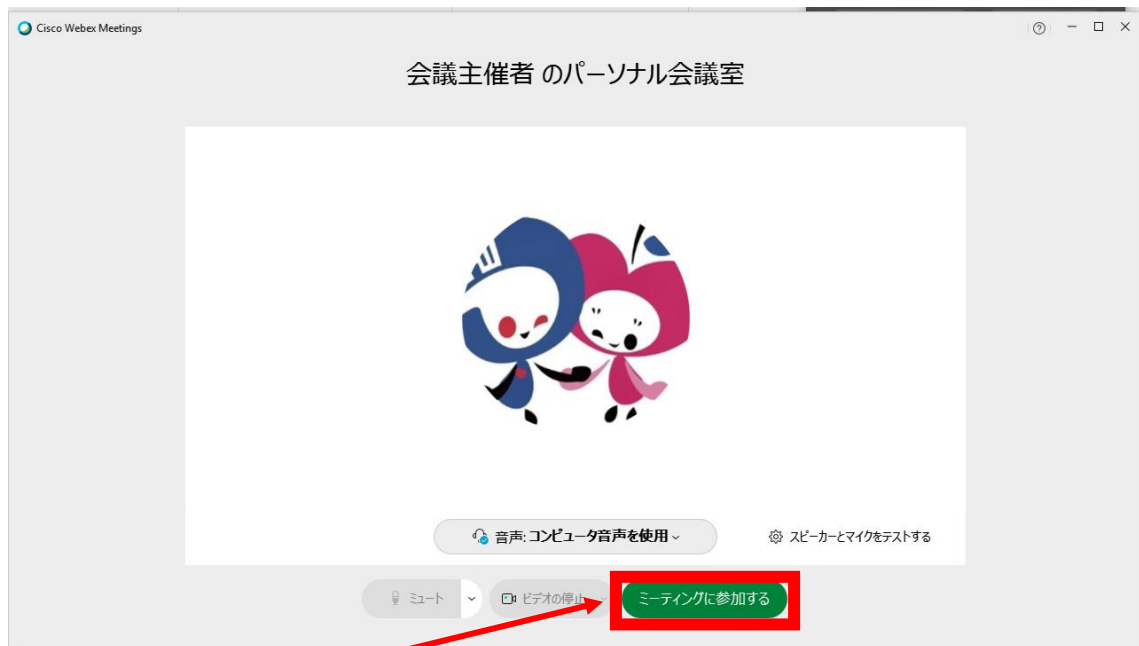 Cisco Webex Meetings
会議主催者 のパーソナル会議室
音声: コンピュータ音声を使用
スピーカーとマイクをテストする
ミュート
ビデオの停止
ミーティングに参加する